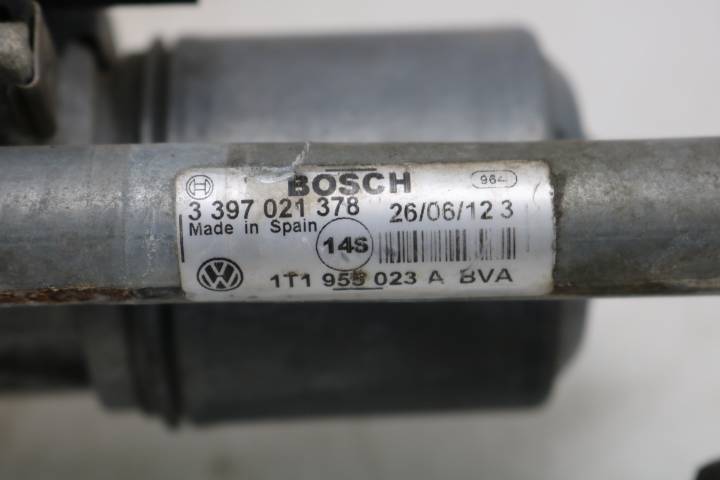 BOSCH
964
3 397 021 378 26/06/12 3
Made in Spain
14S
1T1 955 023 A BVA